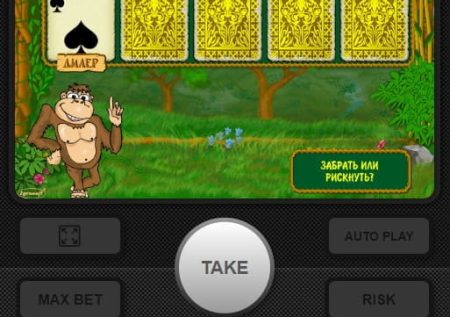 ДИЛЕР
ЗАБРАТЬ ИЛИ
РИСКНУТЬ?
AUTO PLAY
TAKE
MAX BET
RISK